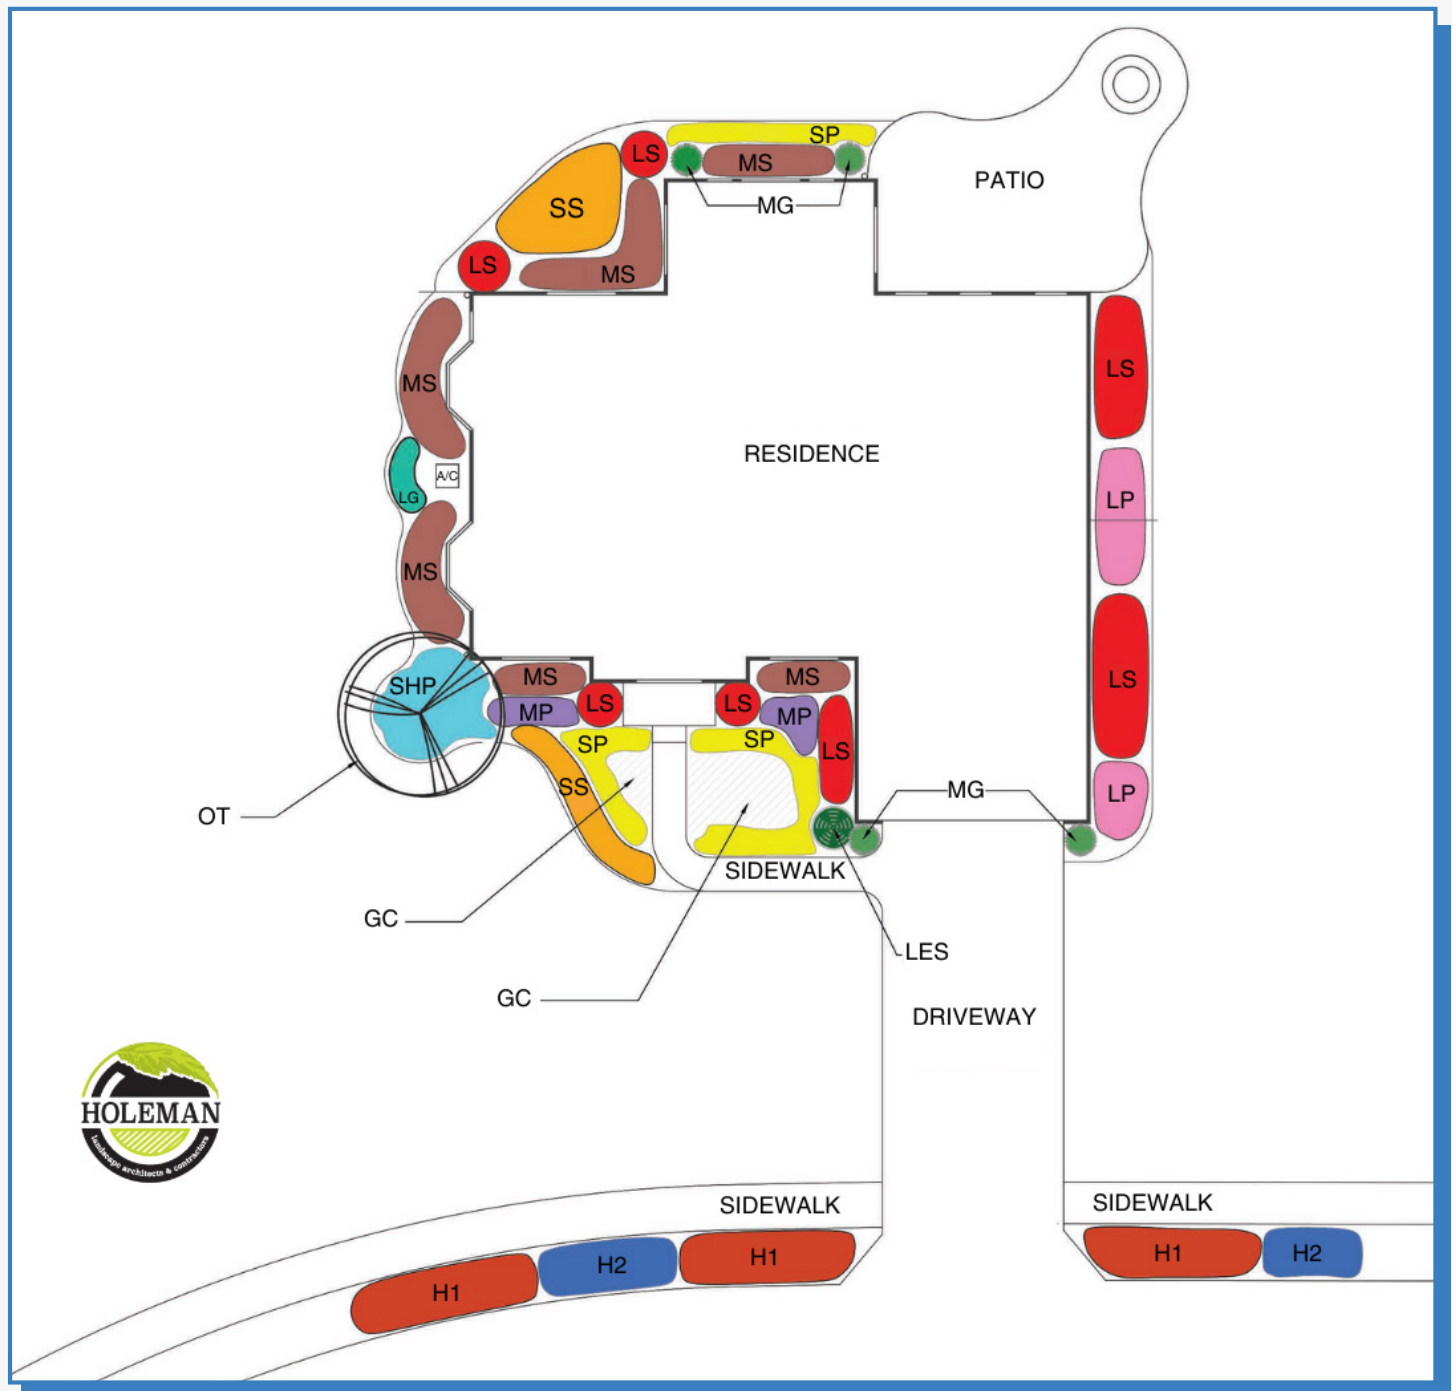 SP
LS
MS
PATIO
MG
SS
LS
MS
LS
MS
RESIDENCE
A/C
LG
LP
MS
SHP
MS
MS
LS
LS
LS
MP
MP
SP
SP
LS
SS
MG
LP
OT
SIDEWALK
GC
LES
GC
DRIVEWAY
HOLEMAN
landscape architects & contractors
SIDEWALK
SIDEWALK
H1
H2
H1
H1
H2